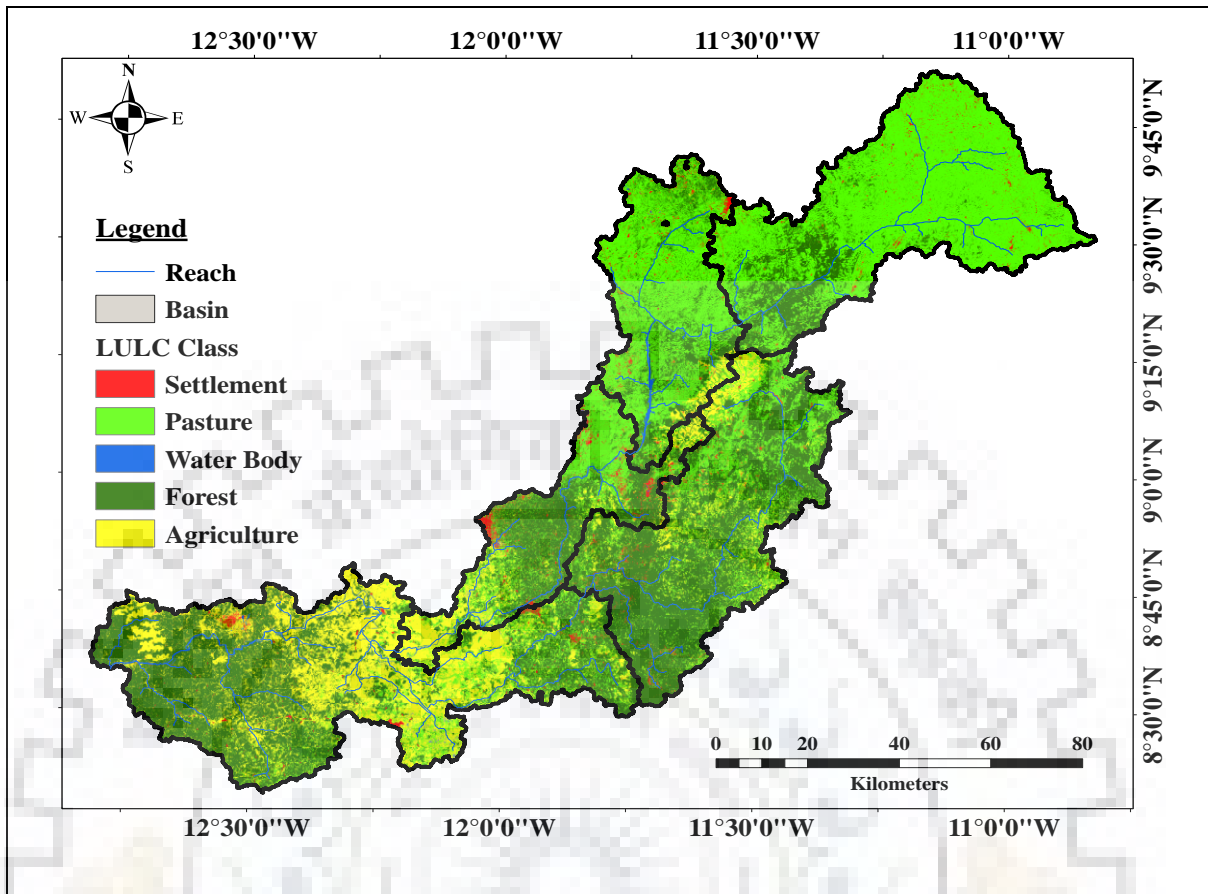 12°30'0"W 12°0'0"W 11°30'0"W 11°0'0"W
N
W E
S
9°45'0"N
9°30'0"N
9°15'0"N
9°0'0"N
8°45'0"N
8°30'0"N
Legend
Reach
Basin
LULC Class
Settlement
Pasture
Water Body
Forest
Agriculture
0 10 20 40 60 80
Kilometers
12°30'0"W 12°0'0"W 11°30'0"W 11°0'0"W